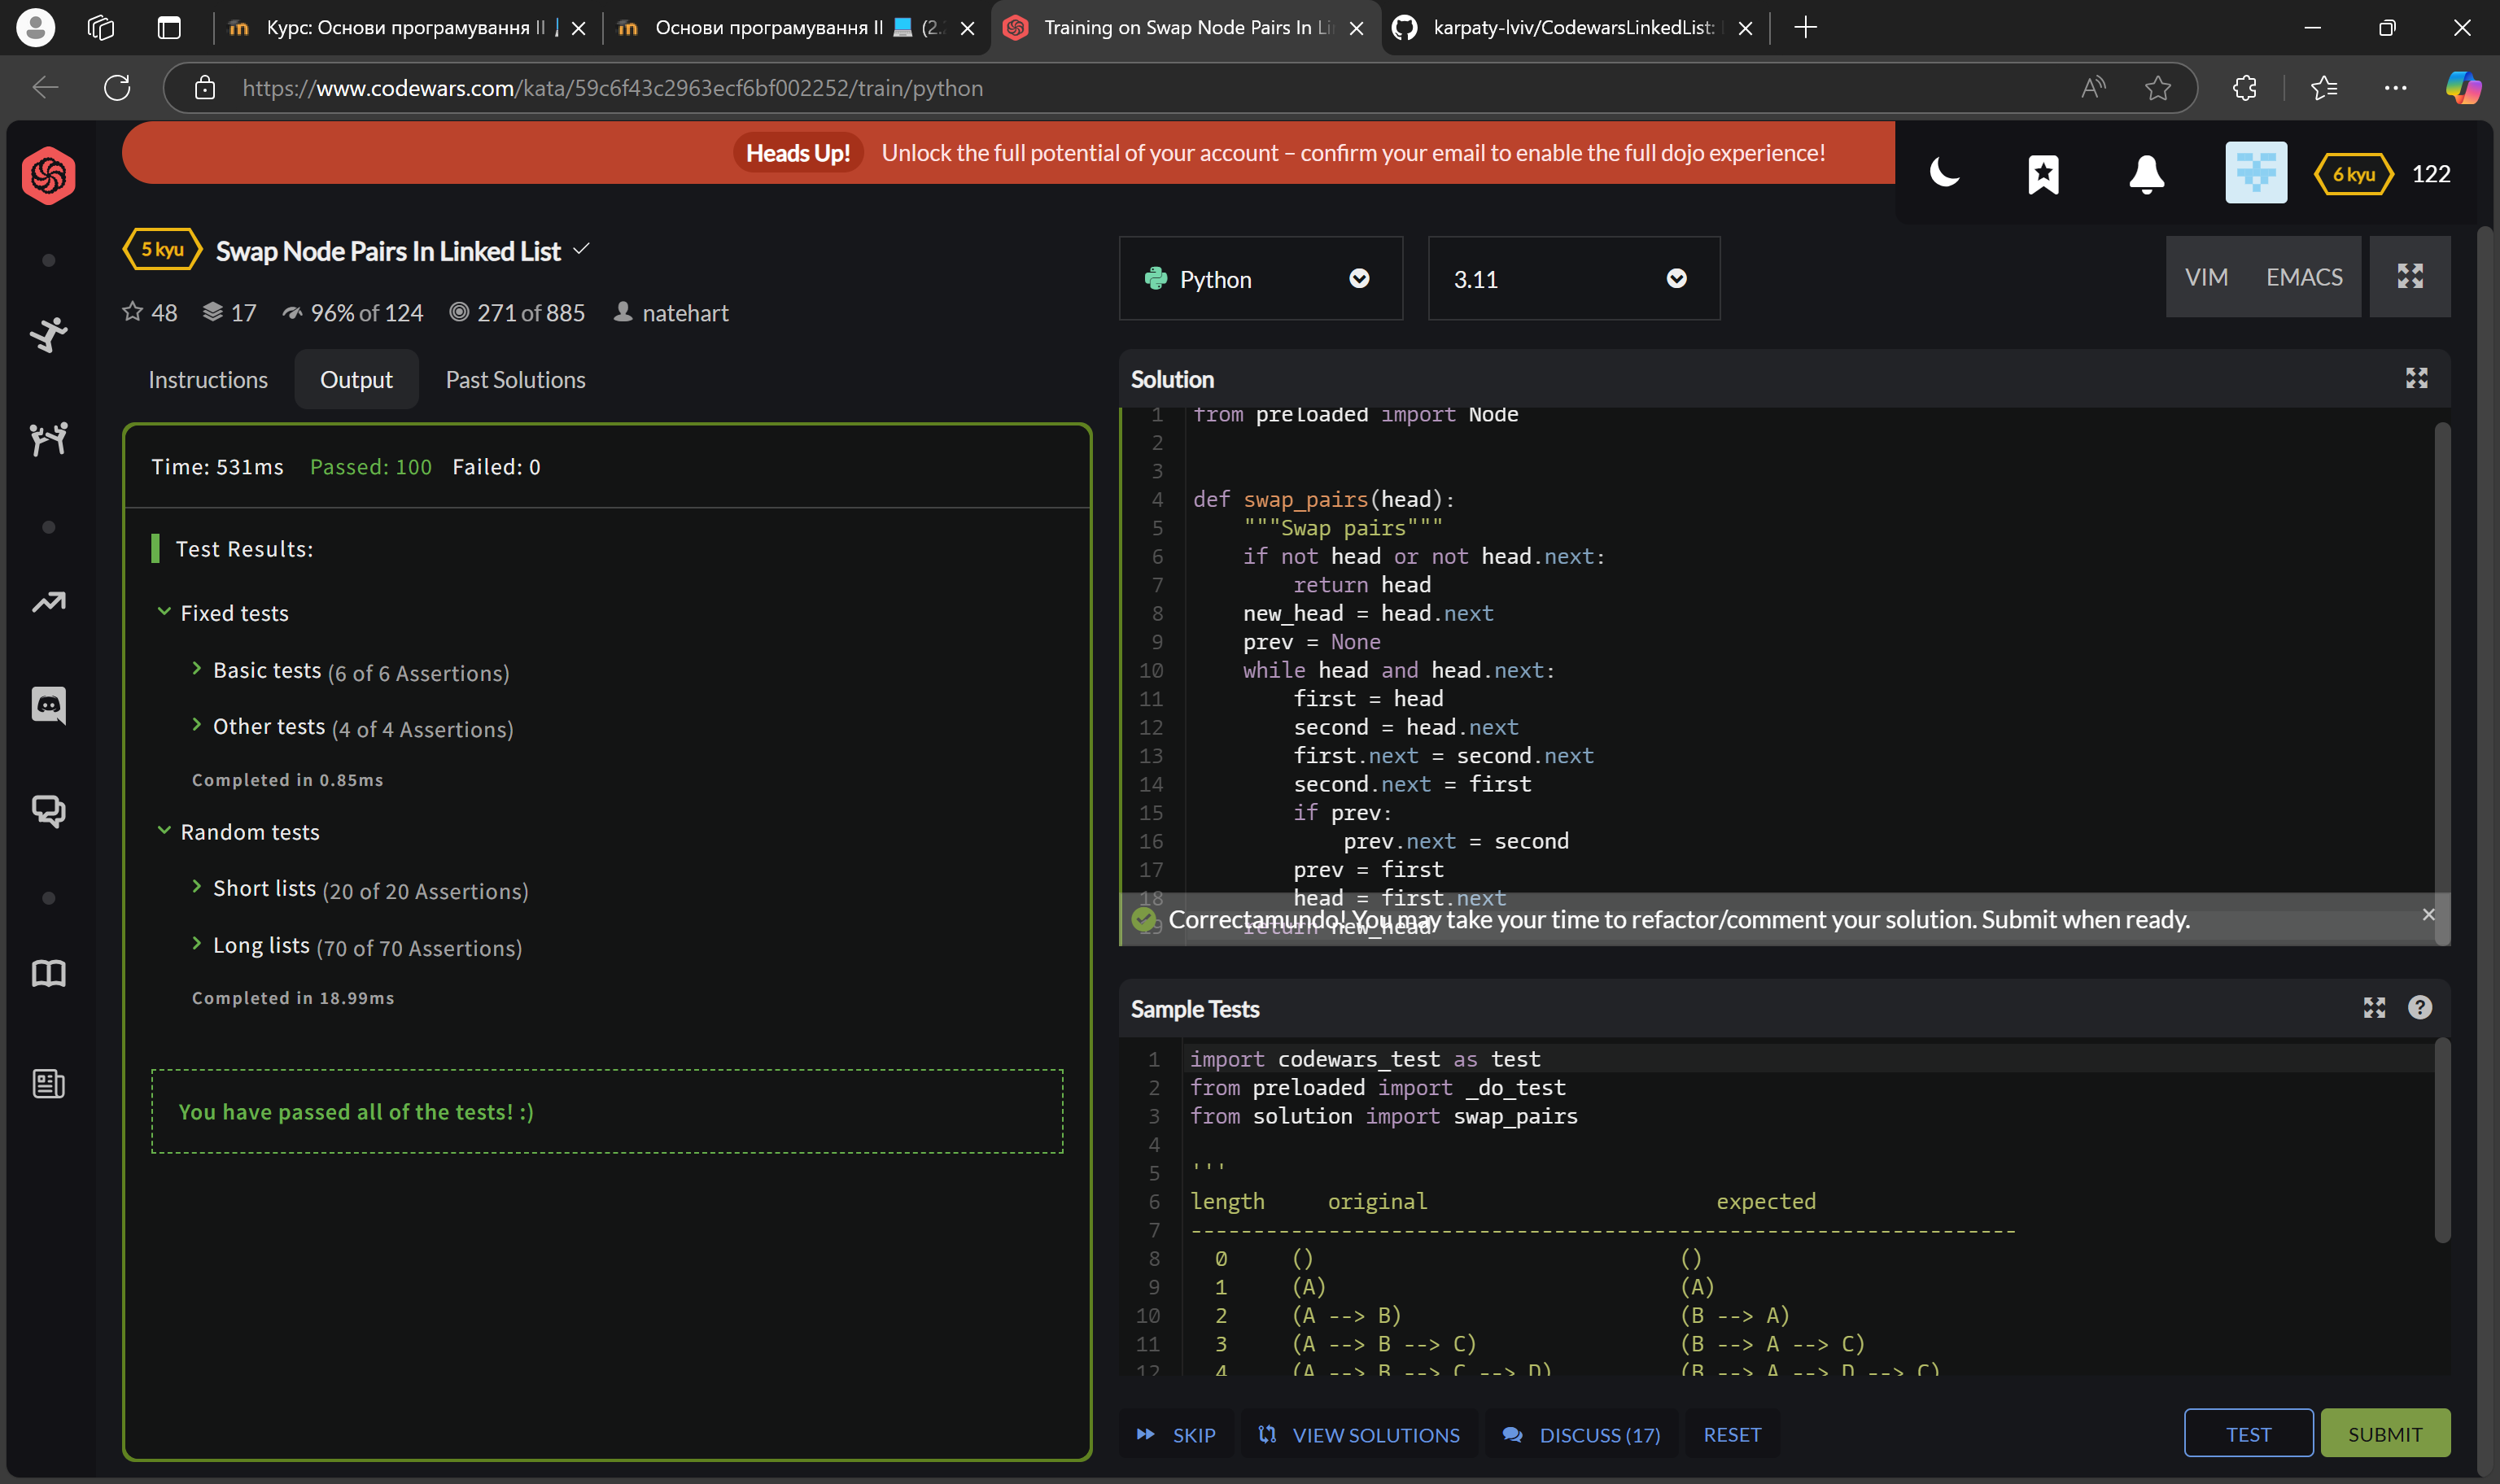 Курс: Основи програмування II
Основи програмування II 💻 (2.
Training on Swap Node Pairs In Li
karpaty-lviv/CodewarsLinkedList:
https://www.codewars.com/kata/59c6f43c2963ecf6bf002252/train/python
Heads Up! Unlock the full potential of your account – confirm your email to enable the full dojo experience!
6 kyu 122
5 kyu Swap Node Pairs In Linked List
48 17 96% of 124 271 of 885 natehart
Instructions Output Past Solutions
Time: 531ms Passed: 100 Failed: 0
Test Results:
Fixed tests
Basic tests (6 of 6 Assertions)
Other tests (4 of 4 Assertions)
Completed in 0.85ms
Random tests
Short lists (20 of 20 Assertions)
Long lists (70 of 70 Assertions)
Completed in 18.99ms
You have passed all of the tests! :)
Python 3.11 VIM EMACS
Solution
1 from preloaded import Node
2
3
4 def swap_pairs(head):
5 """Swap pairs"""
6 if not head or not head.next:
7 return head
8 new_head = head.next
9 prev = None
10 while head and head.next:
11 first = head
12 second = head.next
13 first.next = second.next
14 second.next = first
15 if prev:
16 prev.next = second
17 prev = first
18 head = first.next
19 return new_head
Correctamundo! You may take your time to refactor/comment your solution. Submit when ready.
Sample Tests
1 import codewars_test as test
2 from preloaded import _do_test
3 from solution import swap_pairs
4
5 '''
6 length original expected
7 ------------------------------------------------------------------
8 0 () ()
9 1 (A) (A)
10 2 (A --> B) (B --> A)
11 3 (A --> B --> C) (B --> A --> C)
12 4 (A --> B --> C --> D) (B --> A --> D --> C)
SKIP VIEW SOLUTIONS DISCUSS (17) RESET TEST SUBMIT